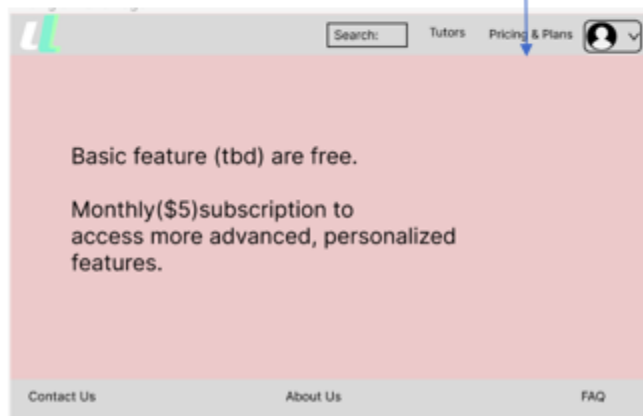 Search:
Tutors
Pricing & Plans
Basic feature (tbd) are free.
Monthly($5)subscription to
access more advanced, personalized
features.
Contact Us
About Us
FAQ